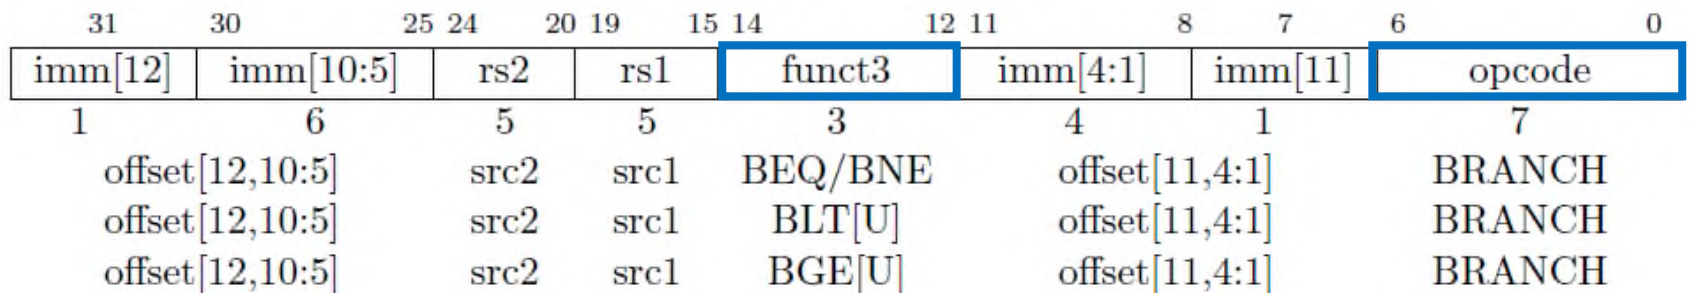 31 30 25 24 20 19 15 14 12 11 8 7 6 0
imm[12] imm[10:5] rs2 rs1 funct3 imm[4:1] imm[11] opcode
1 6 5 5 3 4 1 7
offset[12,10:5] src2 src1 BEQ/BNE offset[11,4:1] BRANCH
offset[12,10:5] src2 src1 BLT[U] offset[11,4:1] BRANCH
offset[12,10:5] src2 src1 BGE[U] offset[11,4:1] BRANCH